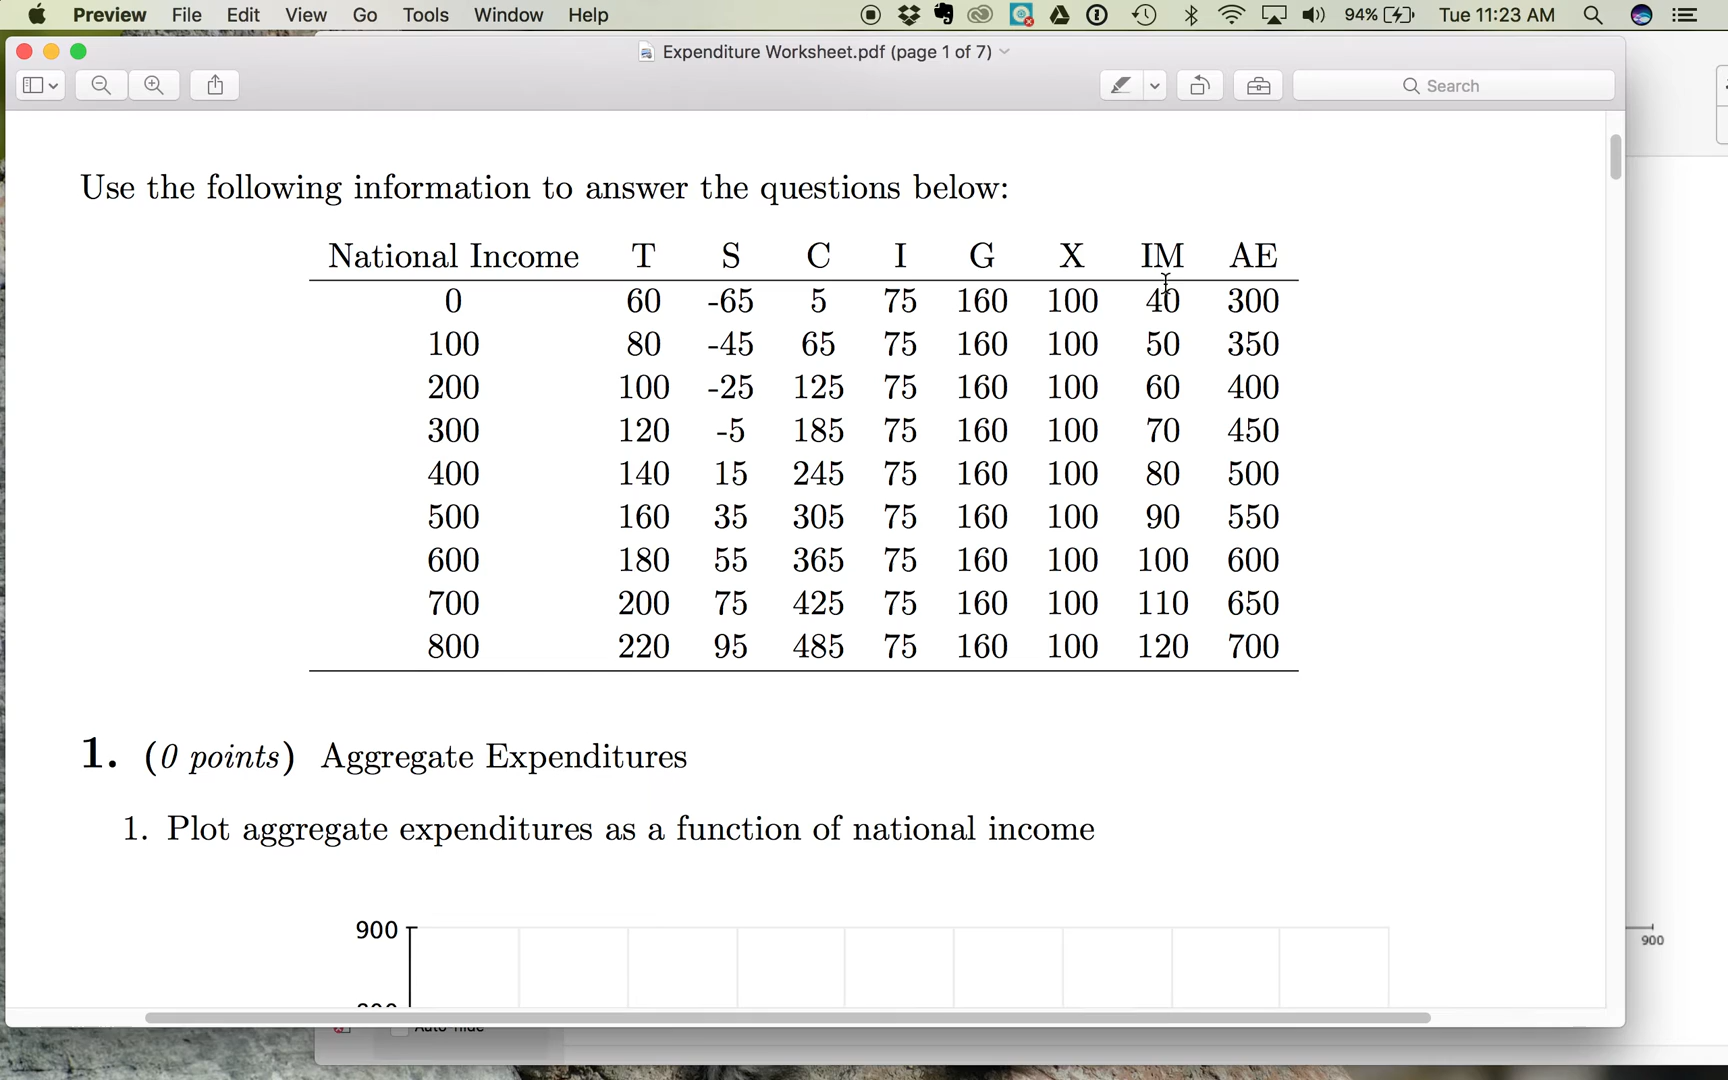 Preview File Edit View Go Tools Window Help 94% Tue 11:23 AM
Expenditure Worksheet.pdf (page 1 of 7)
Search
Use the following information to answer the questions below:
National Income T S C I G X IM AE
0 60 -65 5 75 160 100 40 300
100 80 -45 65 75 160 100 50 350
200 100 -25 125 75 160 100 60 400
300 120 -5 185 75 160 100 70 450
400 140 15 245 75 160 100 80 500
500 160 35 305 75 160 100 90 550
600 180 55 365 75 160 100 100 600
700 200 75 425 75 160 100 110 650
800 220 95 485 75 160 100 120 700
1. (0 points) Aggregate Expenditures
1. Plot aggregate expenditures as a function of national income
900
900